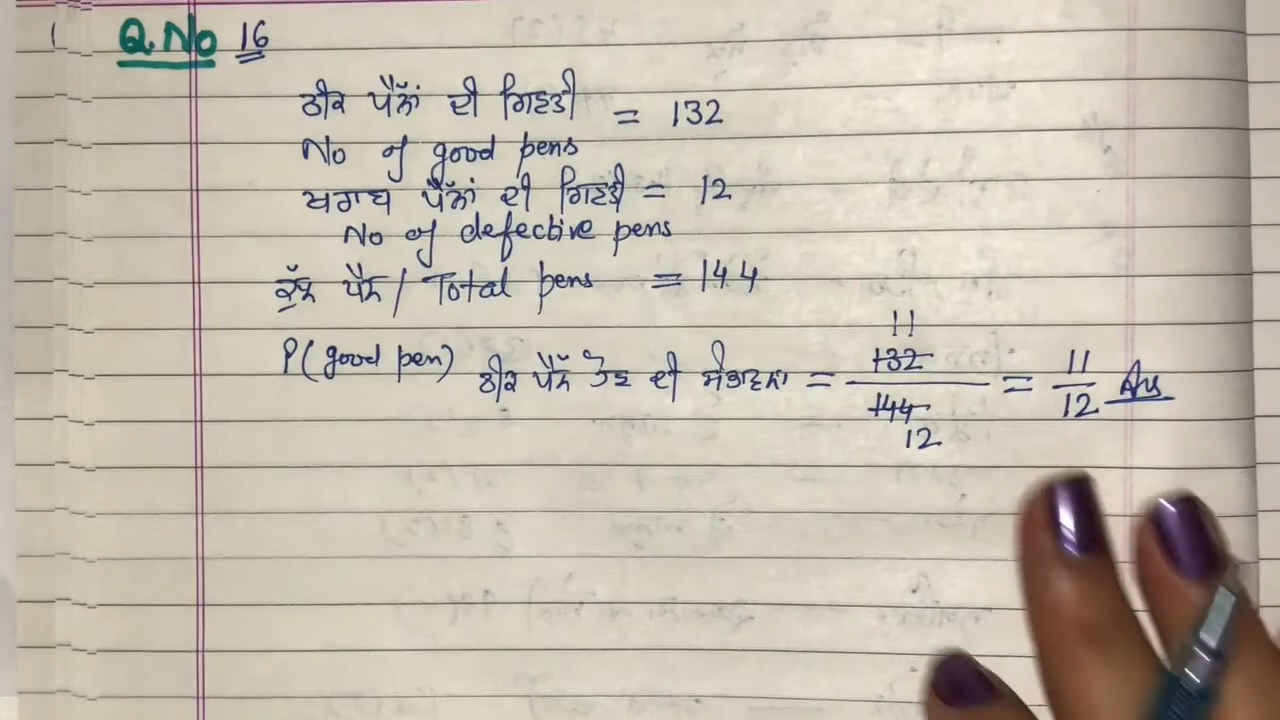 Q.No 16
ਠੀਕ ਪੈੱਨਾਂ ਦੀ ਗਿਣਤੀ = 132
No of good pens
ਖਰਾਬ ਪੈੱਨਾਂ ਦੀ ਗਿਣਤੀ = 12
No of defective pens
ਕੁੱਲ ਪੈੱਨ / Total pens = 144
P(good pen) ਠੀਕ ਪੈੱਨ ਹੋਣ ਦੀ ਸੰਭਾਵਨਾ = 132/144 = 11/12 Ans
11
12